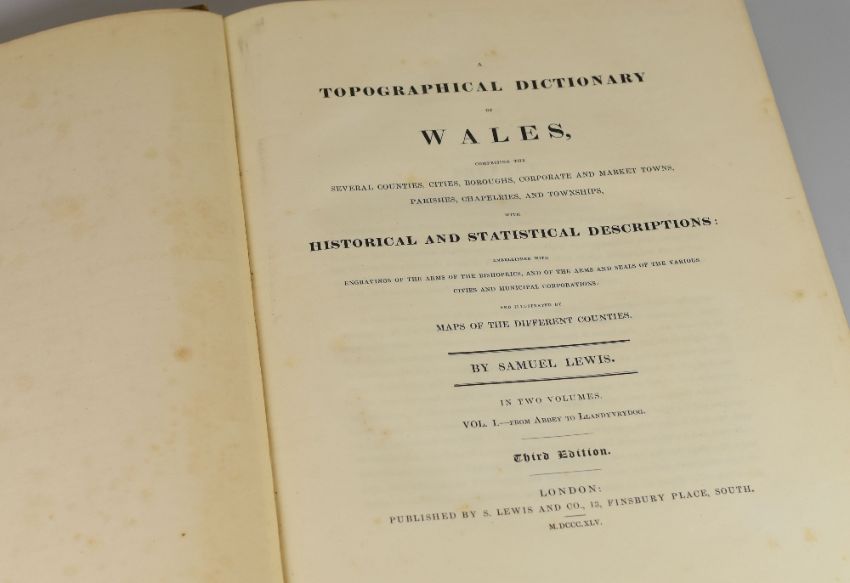 A
TOPOGRAPHICAL DICTIONARY
OF
WALES,
COMPRISING THE
SEVERAL COUNTIES, CITIES, BOROUGHS, CORPORATE AND MARKET TOWNS,
PARISHES, CHAPELRIES, AND TOWNSHIPS,
WITH
HISTORICAL AND STATISTICAL DESCRIPTIONS:
EMBELLISHED WITH
ENGRAVINGS OF THE ARMS OF THE BISHOPRICS, AND OF THE ARMS AND SEALS OF THE VARIOUS
CITIES AND MUNICIPAL CORPORATIONS;
AND ILLUSTRATED BY
MAPS OF THE DIFFERENT COUNTIES.
BY SAMUEL LEWIS.
IN TWO VOLUMES.
VOL. I.—FROM ABBEY TO LLANDYVRYDOG.
Third Edition.
LONDON:
PUBLISHED BY S. LEWIS AND CO., 13, FINSBURY PLACE, SOUTH.
M.DCCC.XLV.